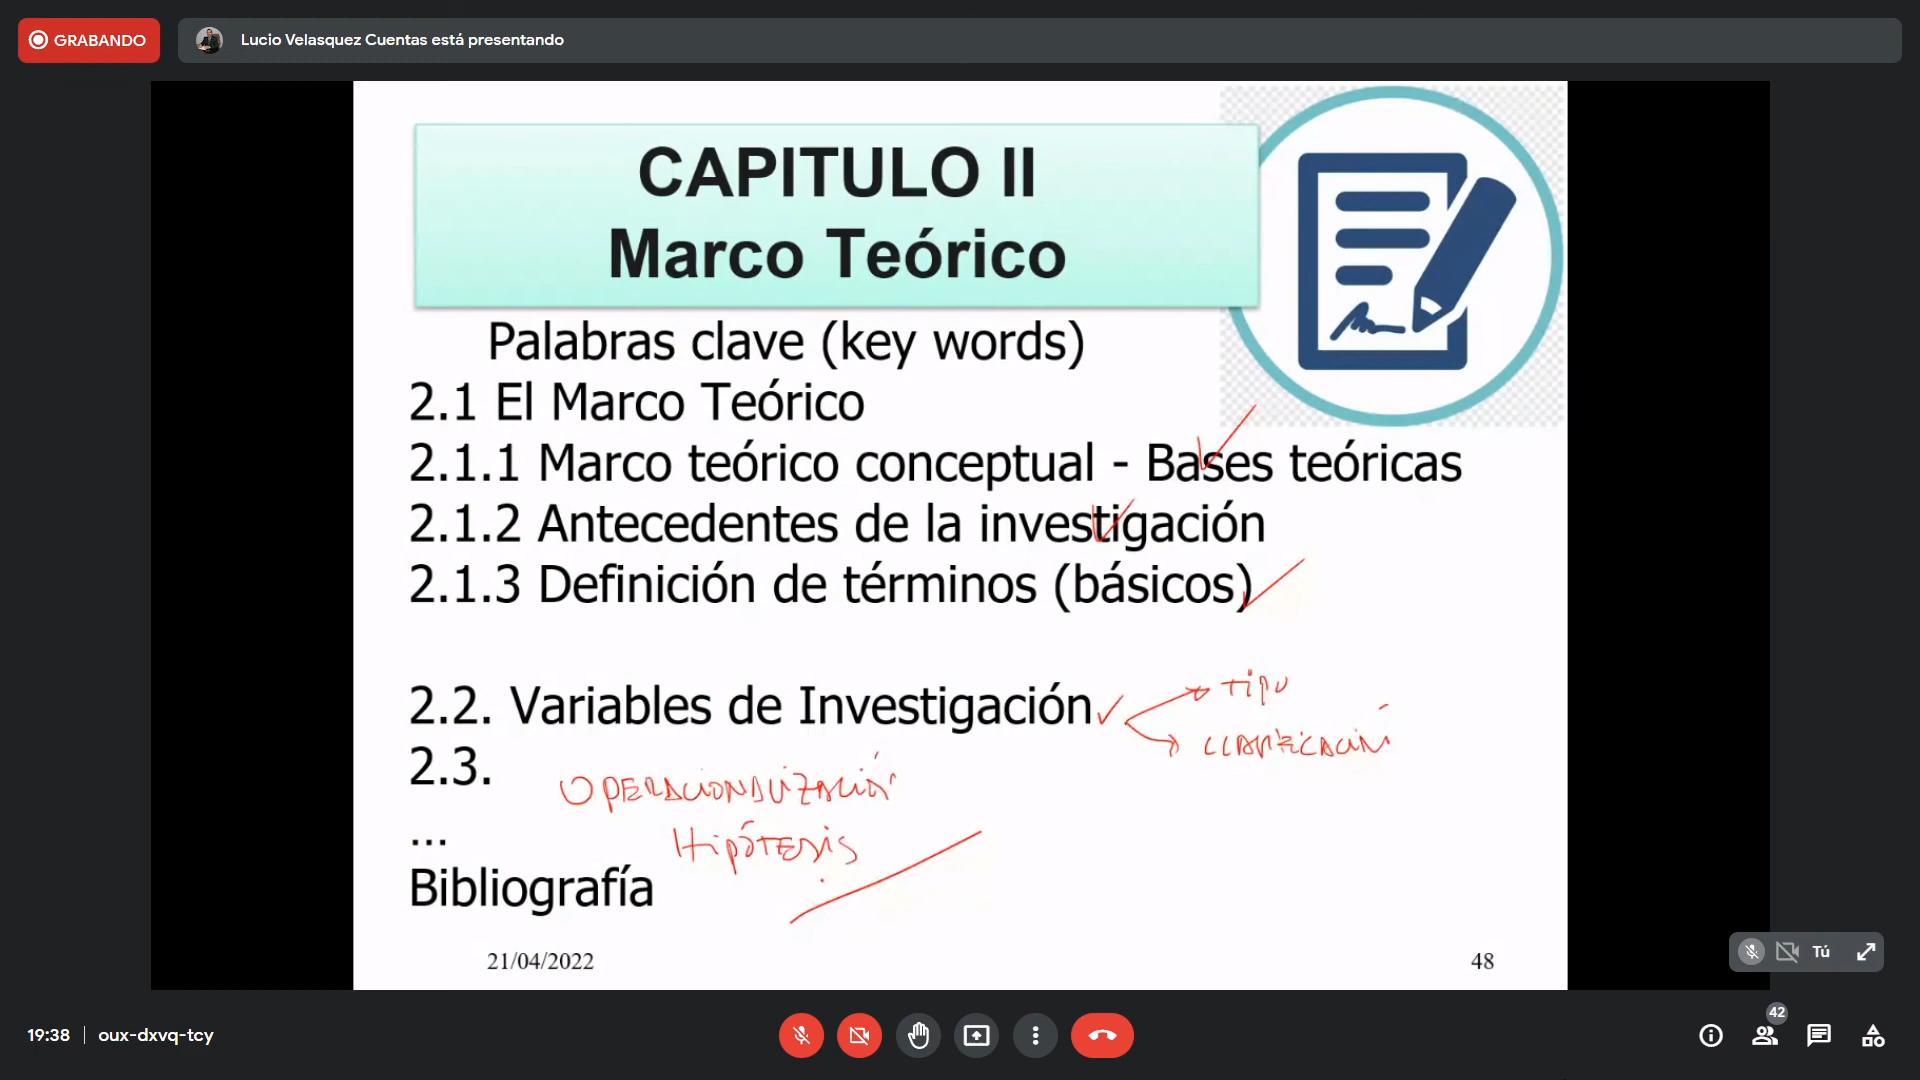 GRABANDO
Lucio Velasquez Cuentas está presentando
CAPITULO II
Marco Teórico
Palabras clave (key words)
2.1 El Marco Teórico
2.1.1 Marco teórico conceptual - Bases teóricas
2.1.2 Antecedentes de la investigación
2.1.3 Definición de términos (básicos)
2.2. Variables de Investigación
TIPO
2.3.
OPERACIONALIZACIÓN
...
HIPÓTESIS
Bibliografía
21/04/2022
48
Tú
19:38
oux-dxvq-tcy
42